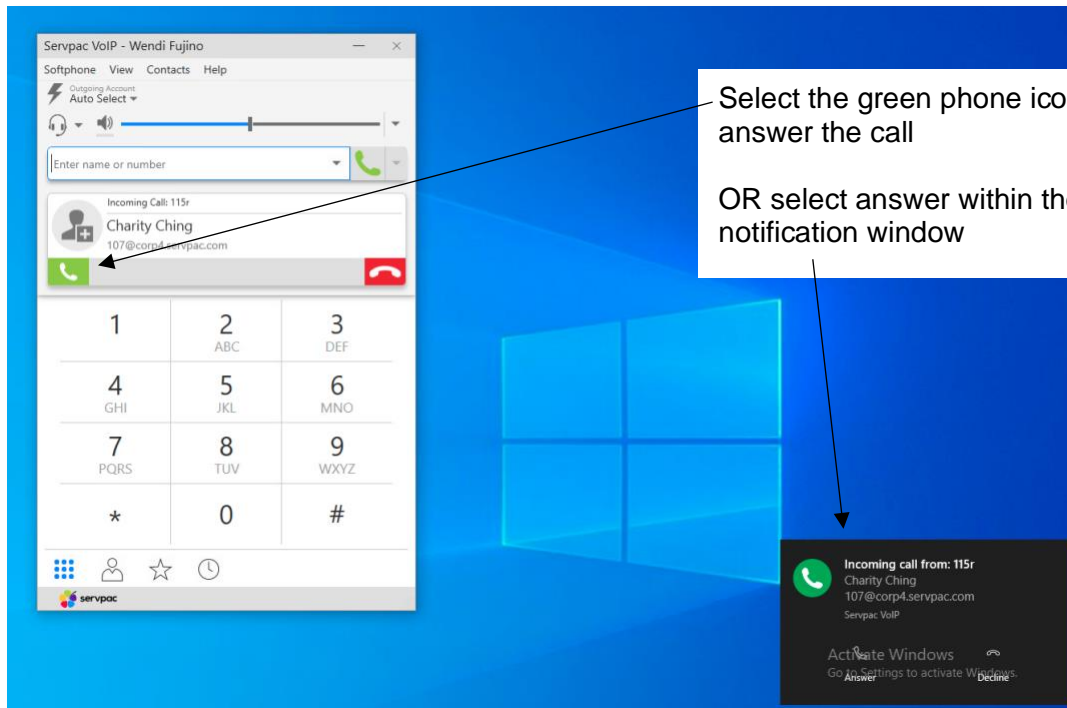 Servpac VoIP - Wendi Fujino
Softphone View Contacts Help
Outgoing Account
Auto Select
Enter name or number
Incoming Call: 115r
Charity Ching
107@corp4.servpac.com
1
2
3
ABC
DEF
4
5
6
GHI
JKL
MNO
7
8
9
PQRS
TUV
WXYZ
*
0
#
servpac
Select the green phone ico
answer the call
OR select answer within the
notification window
Incoming call from: 115r
Charity Ching
107@corp4.servpac.com
Servpac VoIP
Activate Windows
Go to Settings to activate Windows.
Answer
Decline